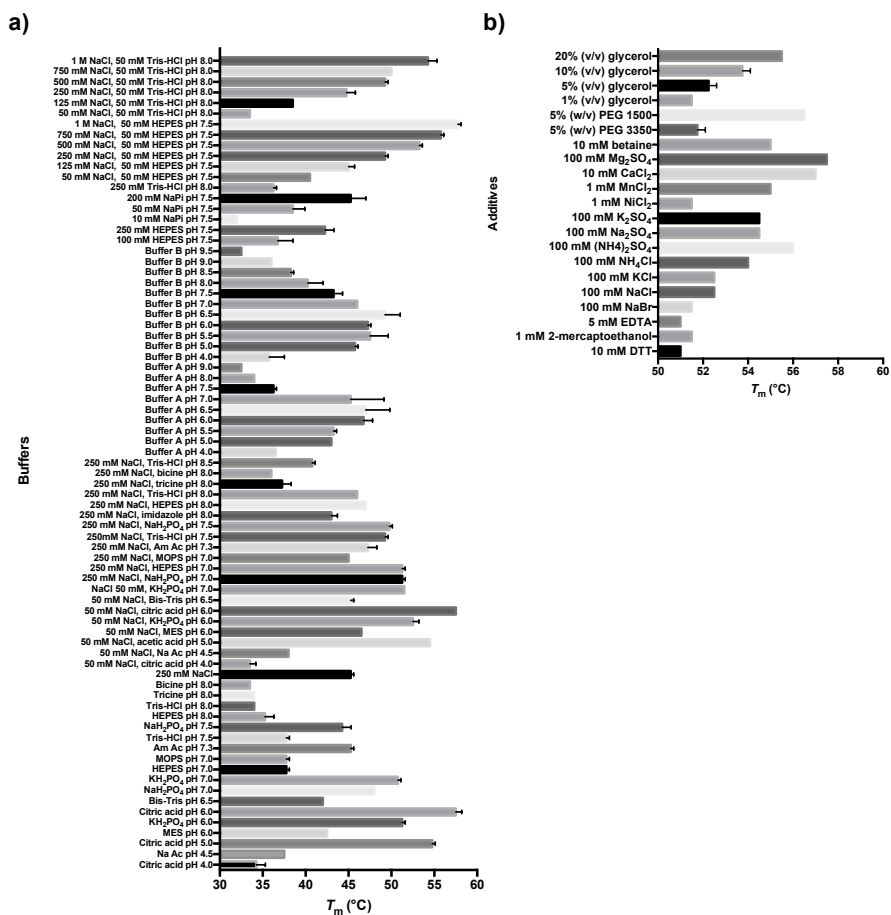 a)
1 M NaCl, 50 mM Tris-HCl pH 8.0
750 mM NaCl, 50 mM Tris-HCl pH 8.0
500 mM NaCl, 50 mM Tris-HCl pH 8.0
250 mM NaCl, 50 mM Tris-HCl pH 8.0
125 mM NaCl, 50 mM Tris-HCl pH 8.0
50 mM NaCl, 50 mM Tris-HCl pH 8.0
1 M NaCl, 50 mM HEPES pH 7.5
750 mM NaCl, 50 mM HEPES pH 7.5
500 mM NaCl, 50 mM HEPES pH 7.5
250 mM NaCl, 50 mM HEPES pH 7.5
125 mM NaCl, 50 mM HEPES pH 7.5
50 mM NaCl, 50 mM HEPES pH 7.5
250 mM Tris-HCl pH 8.0
200 mM NaPi pH 7.5
50 mM NaPi pH 7.5
10 mM NaPi pH 7.5
250 mM HEPES pH 7.5
100 mM HEPES pH 7.5
Buffer B pH 9.5
Buffer B pH 9.0
Buffer B pH 8.5
Buffer B pH 8.0
Buffer B pH 7.5
Buffer B pH 7.0
Buffer B pH 6.5
Buffer B pH 6.0
Buffer B pH 5.5
Buffer B pH 5.0
Buffer B pH 4.0
Buffer A pH 9.0
Buffer A pH 8.0
Buffer A pH 7.5
Buffer A pH 7.0
Buffer A pH 6.5
Buffer A pH 6.0
Buffer A pH 5.5
Buffer A pH 5.0
Buffer A pH 4.0
250 mM NaCl, Tris-HCl pH 8.5
250 mM NaCl, bicine pH 8.0
250 mM NaCl, tricine pH 8.0
250 mM NaCl, Tris-HCl pH 8.0
250 mM NaCl, HEPES pH 8.0
250 mM NaCl, imidazole pH 8.0
250 mM NaCl, NaH₂PO₄ pH 7.5
250mM NaCl, Tris-HCl pH 7.5
250 mM NaCl, Am Ac pH 7.3
250 mM NaCl, MOPS pH 7.0
250 mM NaCl, HEPES pH 7.0
250 mM NaCl, NaH₂PO₄ pH 7.0
NaCl 50 mM, KH₂PO₄ pH 7.0
50 mM NaCl, Bis-Tris pH 6.5
50 mM NaCl, citric acid pH 6.0
50 mM NaCl, KH₂PO₄ pH 6.0
50 mM NaCl, MES pH 6.0
50 mM NaCl, acetic acid pH 5.0
50 mM NaCl, Na Ac pH 4.5
50 mM NaCl, citric acid pH 4.0
250 mM NaCl
Bicine pH 8.0
Tricine pH 8.0
Tris-HCl pH 8.0
HEPES pH 8.0
NaH₂PO₄ pH 7.5
Tris-HCl pH 7.5
Am Ac pH 7.3
MOPS pH 7.0
HEPES pH 7.0
KH₂PO₄ pH 7.0
NaH₂PO₄ pH 7.0
Bis-Tris pH 6.5
Citric acid pH 6.0
KH₂PO₄ pH 6.0
MES pH 6.0
Citric acid pH 5.0
Na Ac pH 4.5
Citric acid pH 4.0
Buffers
30 35 40 45 50 55 60
Tm (°C)
b)
20% (v/v) glycerol
10% (v/v) glycerol
5% (v/v) glycerol
1% (v/v) glycerol
5% (w/v) PEG 1500
5% (w/v) PEG 3350
10 mM betaine
100 mM Mg₂SO₄
10 mM CaCl₂
1 mM MnCl₂
1 mM NiCl₂
100 mM K₂SO₄
100 mM Na₂SO₄
100 mM (NH4)₂SO₄
100 mM NH₄Cl
100 mM KCl
100 mM NaCl
100 mM NaBr
5 mM EDTA
1 mM 2-mercaptoethanol
10 mM DTT
Additives
50 52 54 56 58 60
Tm (°C)